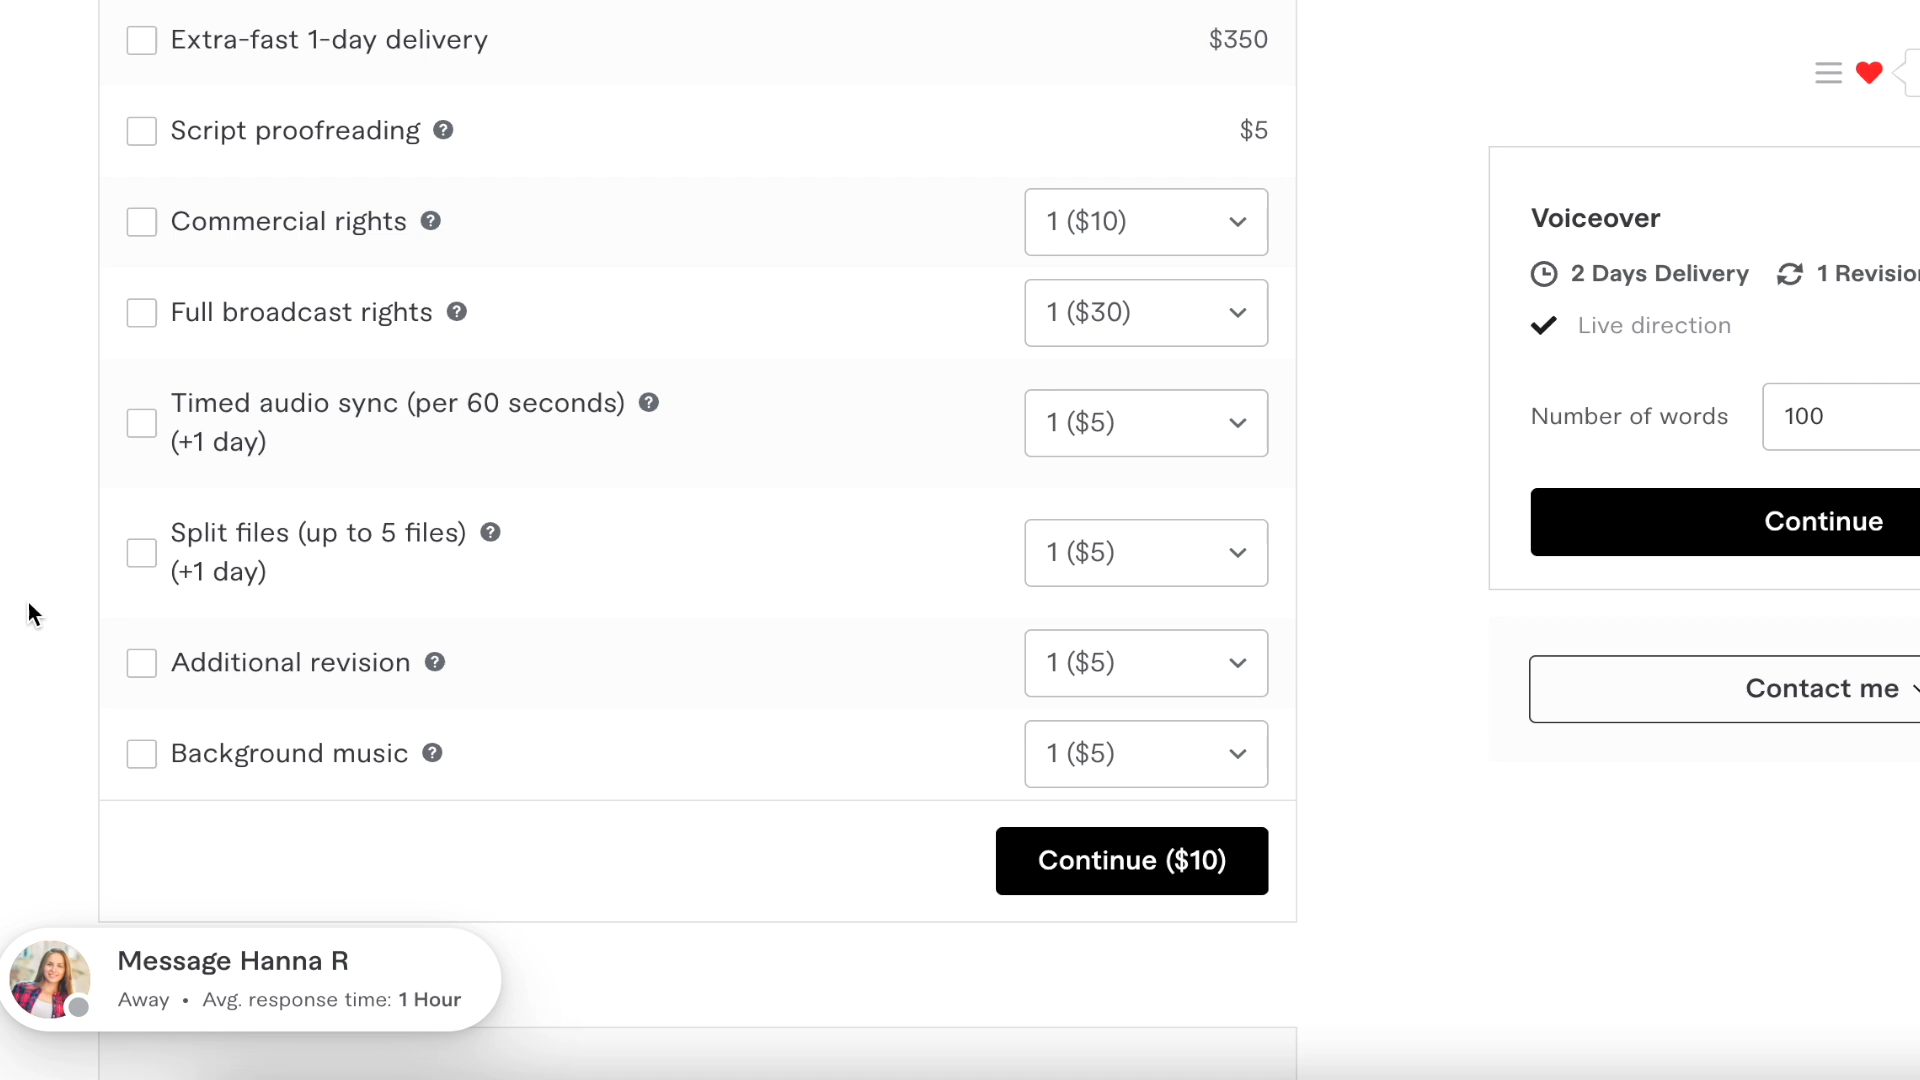 Extra-fast 1-day delivery $350
Script proofreading ? $5
Commercial rights ? 1 ($10)
Full broadcast rights ? 1 ($30)
Timed audio sync (per 60 seconds) ?
(+1 day)
1 ($5)
Split files (up to 5 files) ?
(+1 day)
1 ($5)
Additional revision ? 1 ($5)
Background music ? 1 ($5)
Continue ($10)
Message Hanna R
Away • Avg. response time: 1 Hour
Voiceover
2 Days Delivery 1 Revision
Live direction
Number of words 100
Continue
Contact me